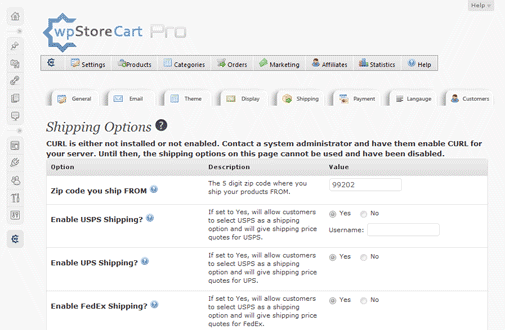 Help
wpStoreCart Pro
Settings Products Categories Orders Marketing Affiliates Statistics Help
General Email Theme Display Shipping Payment Langauge Customers
Shipping Options ?
CURL is either not installed or not enabled. Contact a system administrator and have them enable CURL for
your server. Until then, the shipping options on this page cannot be used and have been disabled.
Option Description Value
Zip code you ship FROM ? The 5 digit zip code where you 99202
ship your products FROM.
Enable USPS Shipping? ? If set to Yes, will allow customers Yes No
to select USPS as a shipping
option and will give shipping price Username:
quotes for USPS.
Enable UPS Shipping? ? If set to Yes, will allow customers Yes No
to select USPS as a shipping
option and will give shipping price
quotes for UPS.
Enable FedEx Shipping? ? If set to Yes, will allow customers Yes No
to select USPS as a shipping
option and will give shipping price
quotes for FedEx.